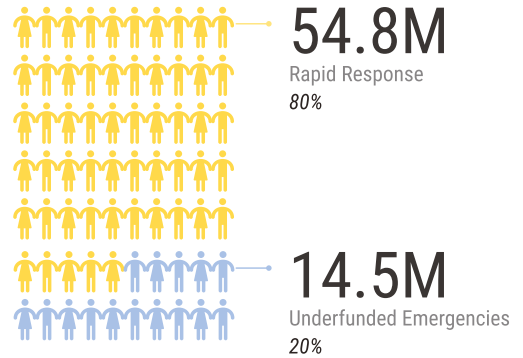 54.8M
Rapid Response
80%
14.5M
Underfunded Emergencies
20%